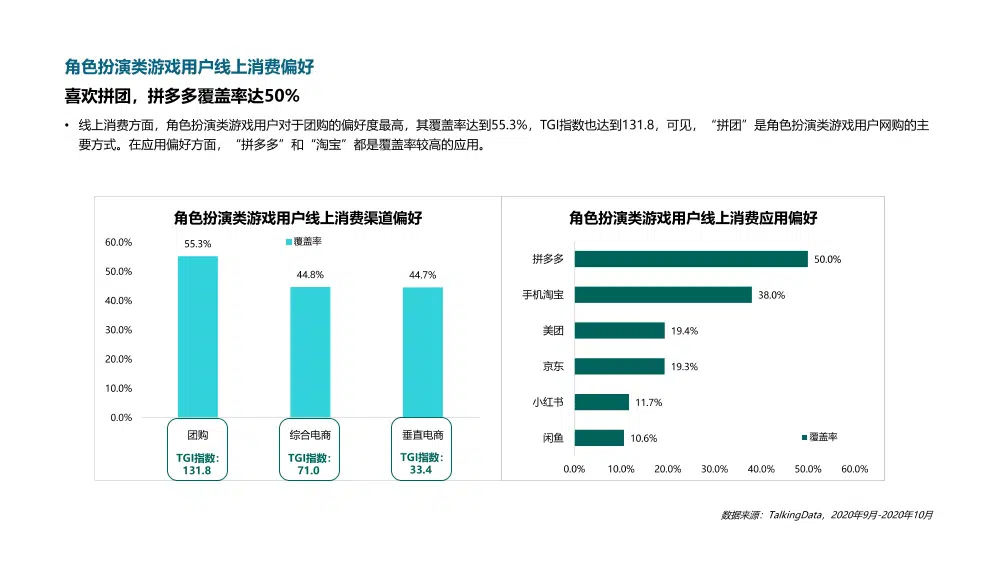 角色扮演类游戏用户线上消费偏好
喜欢拼团，拼多多覆盖率达50%
• 线上消费方面，角色扮演类游戏用户对于团购的偏好度最高，其覆盖率达到55.3%，TGI指数也达到131.8，可见，“拼团”是角色扮演类游戏用户网购的主
要方式。在应用偏好方面，“拼多多”和“淘宝”都是覆盖率较高的应用。
角色扮演类游戏用户线上消费渠道偏好
覆盖率
60.0%
50.0%
40.0%
30.0%
20.0%
10.0%
0.0%
55.3%
44.8%
44.7%
团购
TGI指数：
131.8
综合电商
TGI指数：
71.0
垂直电商
TGI指数：
33.4
角色扮演类游戏用户线上消费应用偏好
拼多多 50.0%
手机淘宝 38.0%
美团 19.4%
京东 19.3%
小红书 11.7%
闲鱼 10.6%
覆盖率
0.0% 10.0% 20.0% 30.0% 40.0% 50.0% 60.0%
数据来源：TalkingData，2020年9月-2020年10月